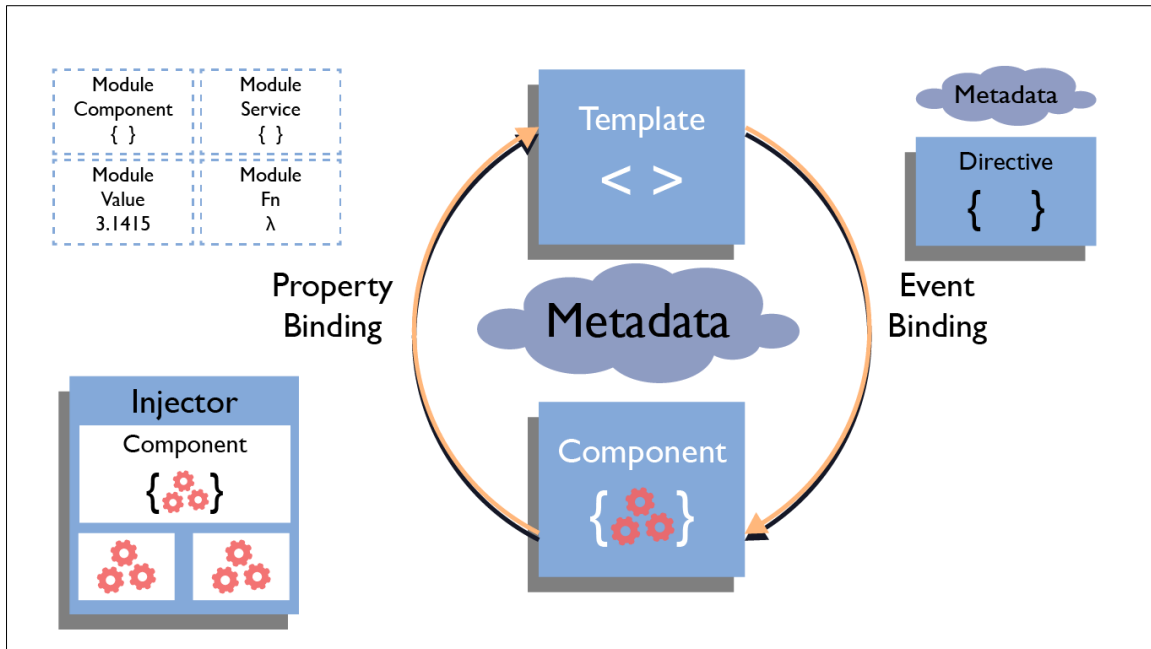 Module
Component
{ }
Module
Service
{ }
Module
Value
3.1415
Module
Fn
λ
Template
< >
Metadata
Directive
{ }
Property
Binding
Metadata
Event
Binding
Injector
Component
{ }
Component
{ }